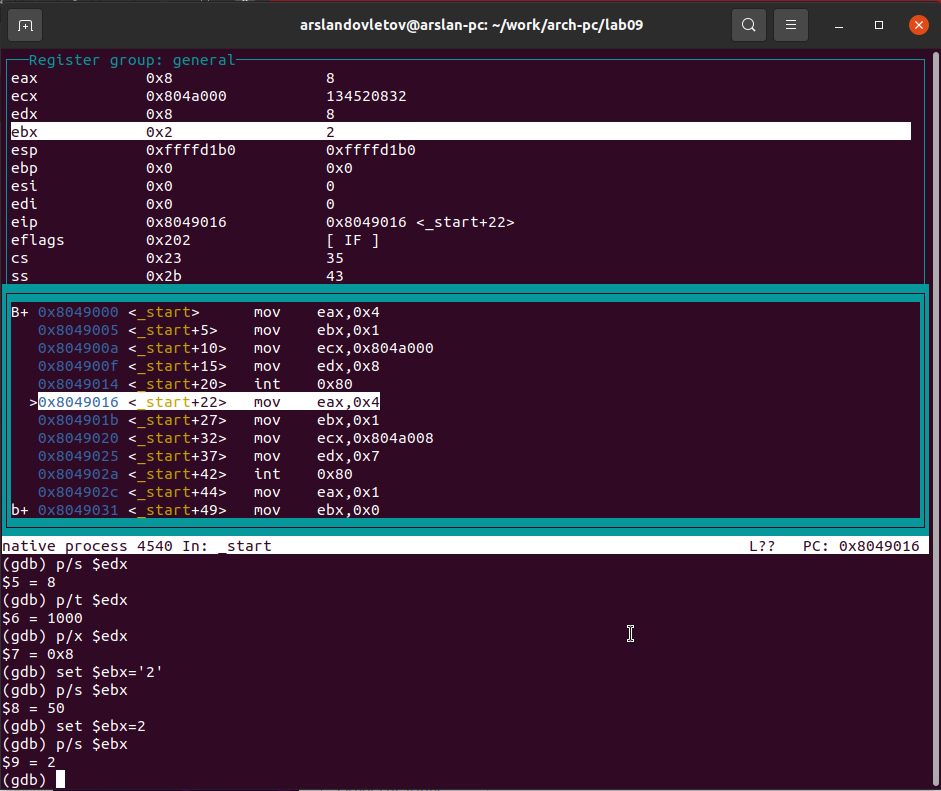 arslandovletov@arslan-pc: ~/work/arch-pc/lab09
Register group: general
eax 0x8 8
ecx 0x804a000 134520832
edx 0x8 8
ebx 0x2 2
esp 0xffffd1b0 0xffffd1b0
ebp 0x0 0x0
esi 0x0 0
edi 0x0 0
eip 0x8049016 0x8049016 <_start+22>
eflags 0x202 [ IF ]
cs 0x23 35
ss 0x2b 43
B+ 0x8049000 <_start> mov eax,0x4
0x8049005 <_start+5> mov ebx,0x1
0x804900a <_start+10> mov ecx,0x804a000
0x804900f <_start+15> mov edx,0x8
0x8049014 <_start+20> int 0x80
>0x8049016 <_start+22> mov eax,0x4
0x804901b <_start+27> mov ebx,0x1
0x8049020 <_start+32> mov ecx,0x804a008
0x8049025 <_start+37> mov edx,0x7
0x804902a <_start+42> int 0x80
0x804902c <_start+44> mov eax,0x1
b+ 0x8049031 <_start+49> mov ebx,0x0
native process 4540 In: _start L?? PC: 0x8049016
(gdb) p/s $edx
$5 = 8
(gdb) p/t $edx
$6 = 1000
(gdb) p/x $edx
$7 = 0x8
(gdb) set $ebx='2'
(gdb) p/s $ebx
$8 = 50
(gdb) set $ebx=2
(gdb) p/s $ebx
$9 = 2
(gdb)